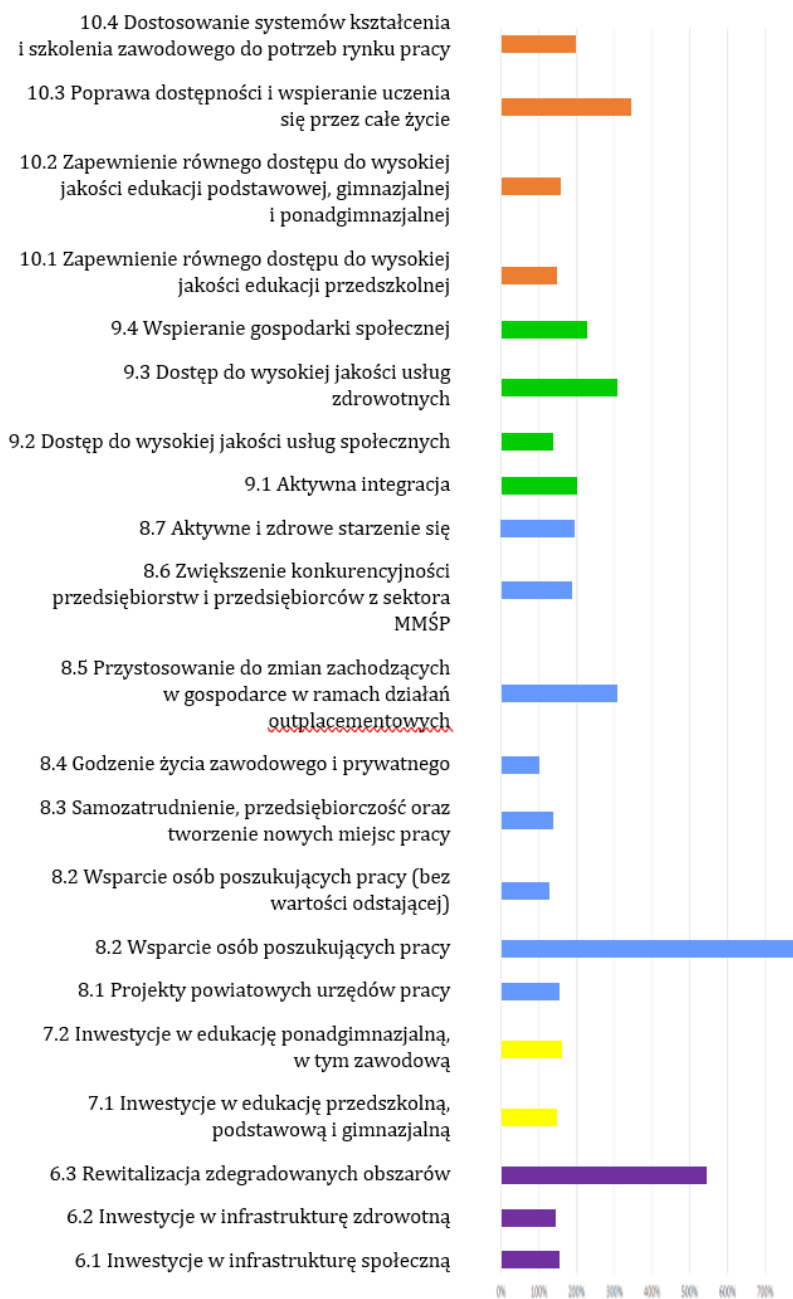 10.4 Dostosowanie systemów kształcenia
i szkolenia zawodowego do potrzeb rynku pracy
10.3 Poprawa dostępności i wspieranie uczenia
się przez całe życie
10.2 Zapewnienie równego dostępu do wysokiej
jakości edukacji podstawowej, gimnazjalnej
i ponadgimnazjalnej
10.1 Zapewnienie równego dostępu do wysokiej
jakości edukacji przedszkolnej
9.4 Wspieranie gospodarki społecznej
9.3 Dostęp do wysokiej jakości usług
zdrowotnych
9.2 Dostęp do wysokiej jakości usług społecznych
9.1 Aktywna integracja
8.7 Aktywne i zdrowe starzenie się
8.6 Zwiększenie konkurencyjności
przedsiębiorstw i przedsiębiorców z sektora
MMŚP
8.5 Przystosowanie do zmian zachodzących
w gospodarce w ramach działań
outplacementowych
8.4 Godzenie życia zawodowego i prywatnego
8.3 Samozatrudnienie, przedsiębiorczość oraz
tworzenie nowych miejsc pracy
8.2 Wsparcie osób poszukujących pracy (bez
wartości odstającej)
8.2 Wsparcie osób poszukujących pracy
8.1 Projekty powiatowych urzędów pracy
7.2 Inwestycje w edukację ponadgimnazjalną,
w tym zawodową
7.1 Inwestycje w edukację przedszkolną,
podstawową i gimnazjalną
6.3 Rewitalizacja zdegradowanych obszarów
6.2 Inwestycje w infrastrukturę zdrowotną
6.1 Inwestycje w infrastrukturę społeczną
0% 100% 200% 300% 400% 500% 600% 700%